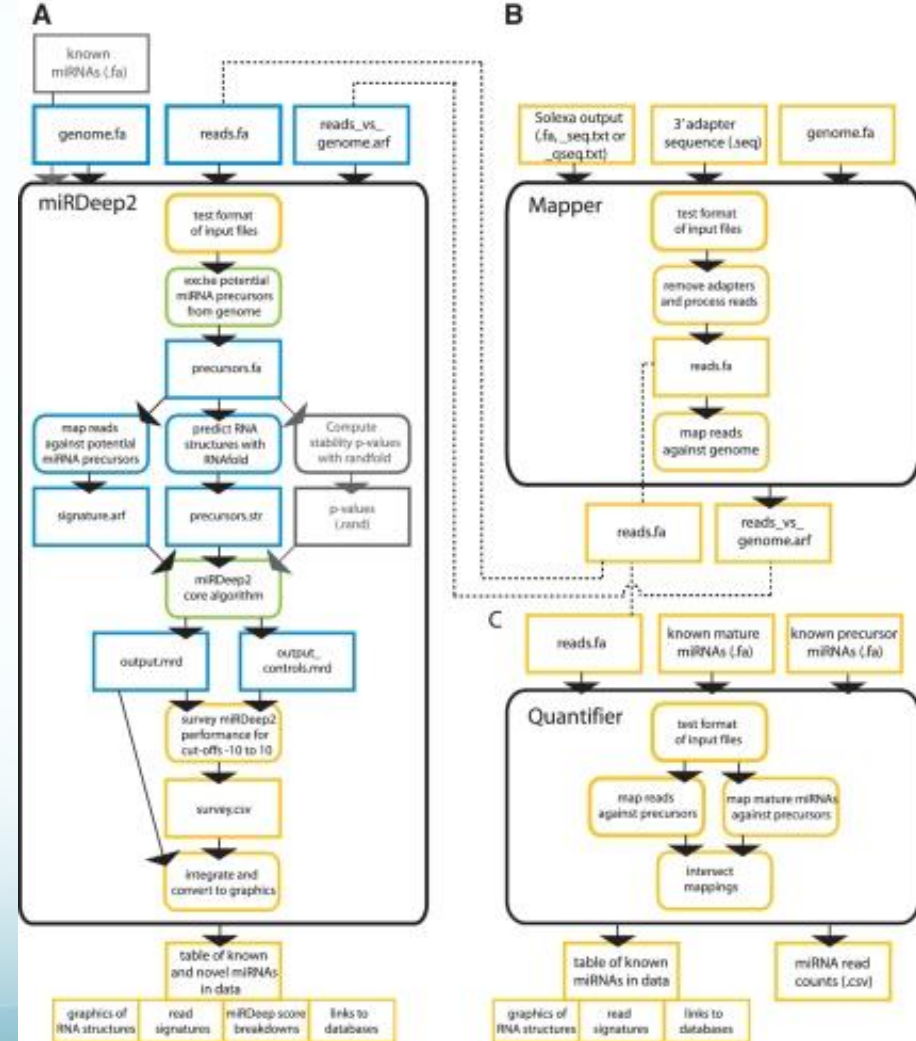 A
known
miRNAs (.fa)
genome.fa
reads.fa
reads_vs_
genome.arf
miRDeep2
test format
of input files
excise potential
miRNA precursors
from genome
precursors.fa
map reads
against potential
miRNA precursors
predict RNA
structures with
RNAfold
Compute
stability p-values
with randfold
signature.arf
precursors.str
p-values
(.rand)
miRDeep2
core algorithm
output.mrd
output_
controls.mrd
survey miRDeep2
performance for
cut-offs -10 to 10
survey.csv
integrate and
convert to graphics
table of known
and novel miRNAs
in data
graphics of
RNA structures
read
signatures
miRDeep score
breakdowns
links to
databases
B
Solexa output
(.fa, _seq.txt or
_qseq.txt)
3' adapter
sequence (.seq)
genome.fa
Mapper
test format
of input files
remove adapters
and process reads
reads.fa
map reads
against genome
reads.fa
reads_vs_
genome.arf
C
reads.fa
known mature
miRNAs (.fa)
known precursor
miRNAs (.fa)
Quantifier
test format
of input files
map reads
against precursors
map mature miRNAs
against precursors
intersect
mappings
table of known
miRNAs in data
miRNA read
counts (.csv)
graphics of
RNA structures
read
signatures
links to
databases